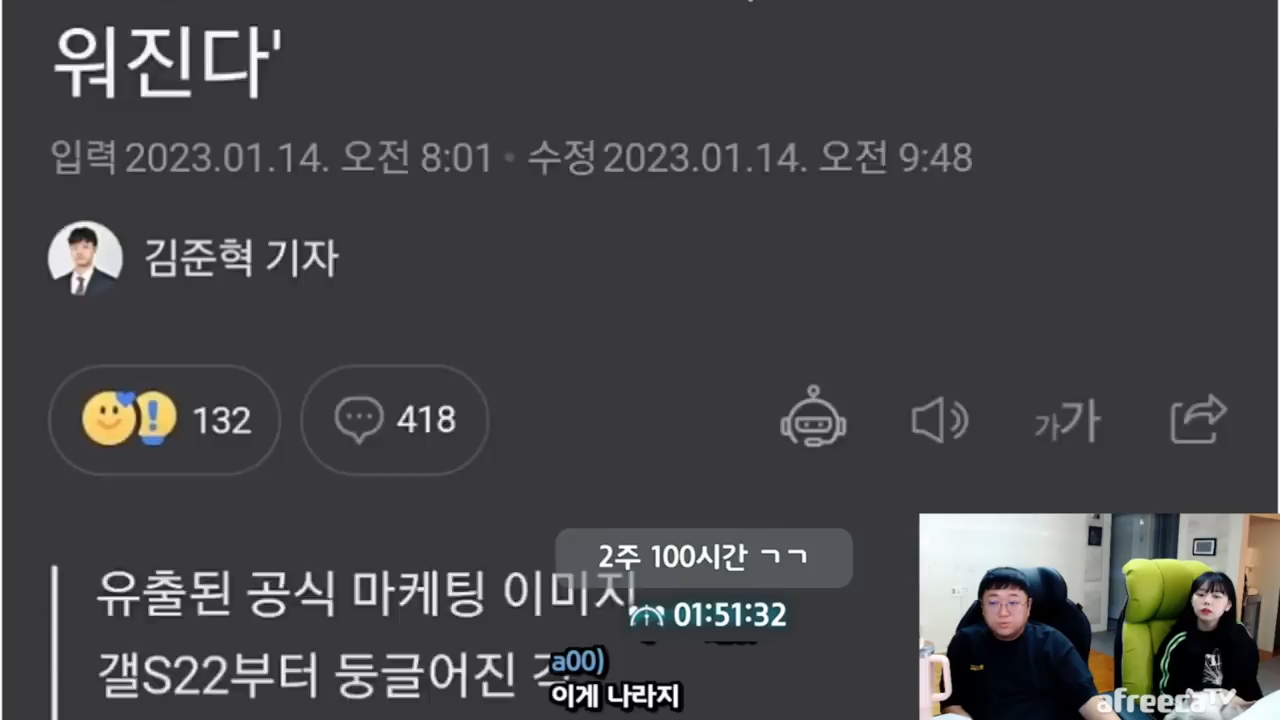 워진다'
입력 2023.01.14. 오전 8:01 • 수정 2023.01.14. 오전 9:48
김준혁 기자
132
418
가가
2주 100시간 ㄱㄱ
유출된 공식 마케팅 이미지
01:51:32
갤S22부터 둥글어진
a00)
이게 나라지
afreecaTV